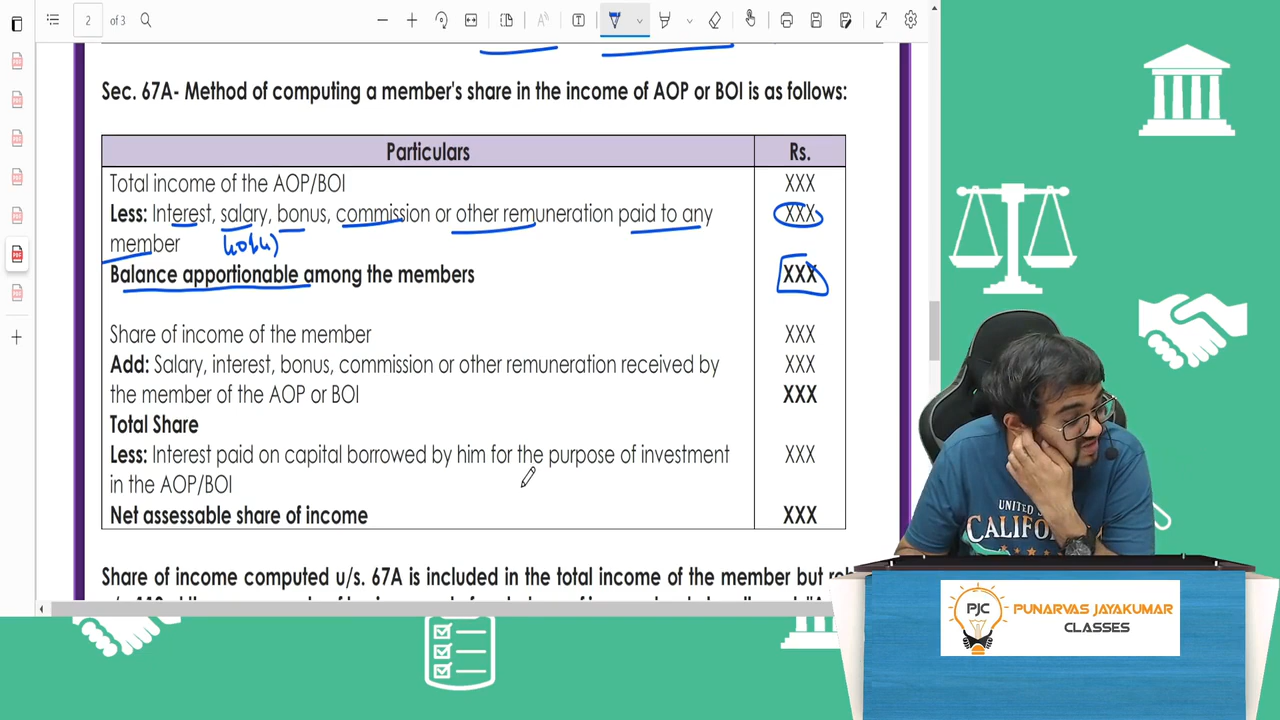 2 of 3
Sec. 67A- Method of computing a member's share in the income of AOP or BOI is as follows:
Particulars Rs.
Total income of the AOP/BOI XXX
Less: Interest, salary, bonus, commission or other remuneration paid to any XXX
member
Balance apportionable among the members XXX
Share of income of the member XXX
Add: Salary, interest, bonus, commission or other remuneration received by XXX
the member of the AOP or BOI XXX
Total Share
Less: Interest paid on capital borrowed by him for the purpose of investment XXX
in the AOP/BOI
Net assessable share of income XXX
Share of income computed u/s. 67A is included in the total income of the member but
UNITED
CALIFO
PJC
PUNARVAS JAYAKUMAR
CLASSES